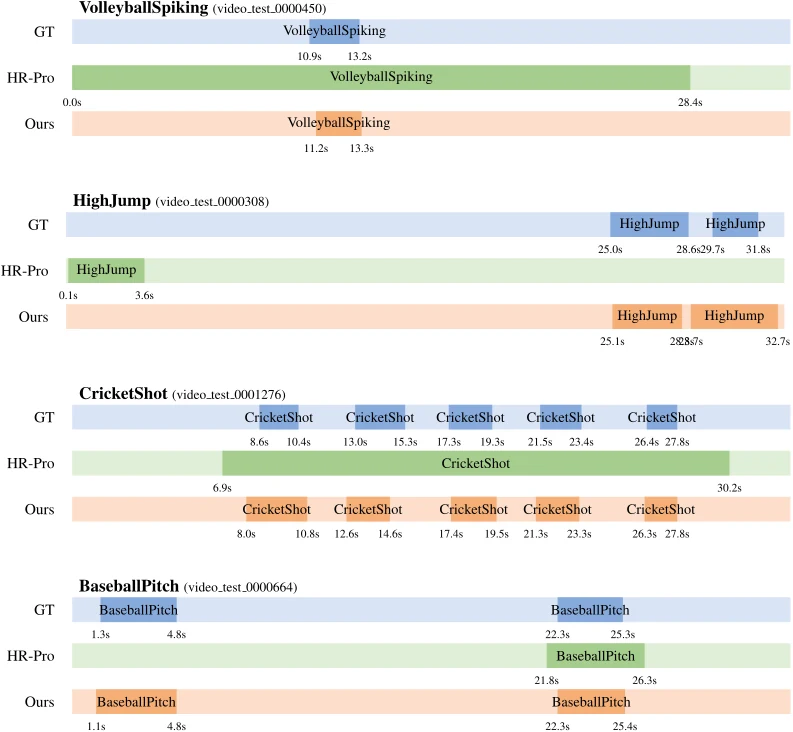 VolleyballSpiking (video_test_0000450)
GT VolleyballSpiking
10.9s 13.2s
HR-Pro VolleyballSpiking
0.0s 28.4s
Ours VolleyballSpiking
11.2s 13.3s
HighJump (video_test_0000308)
GT HighJump HighJump
25.0s 28.6s 29.7s 31.8s
HR-Pro HighJump
0.1s 3.6s
Ours HighJump HighJump
25.1s 32.7s
CricketShot (video_test_0001276)
GT CricketShot CricketShot CricketShot CricketShot CricketShot
8.6s 10.4s 13.0s 15.3s 17.3s 19.3s 21.5s 23.4s 26.4s 27.8s
HR-Pro CricketShot
6.9s 30.2s
Ours CricketShot CricketShot CricketShot CricketShot CricketShot
8.0s 10.8s 12.6s 14.6s 17.4s 19.5s 21.3s 23.3s 26.3s 27.8s
BaseballPitch (video_test_0000664)
GT BaseballPitch BaseballPitch
1.3s 4.8s 22.3s 25.3s
HR-Pro BaseballPitch
21.8s 26.3s
Ours BaseballPitch BaseballPitch
1.1s 4.8s 22.3s 25.4s